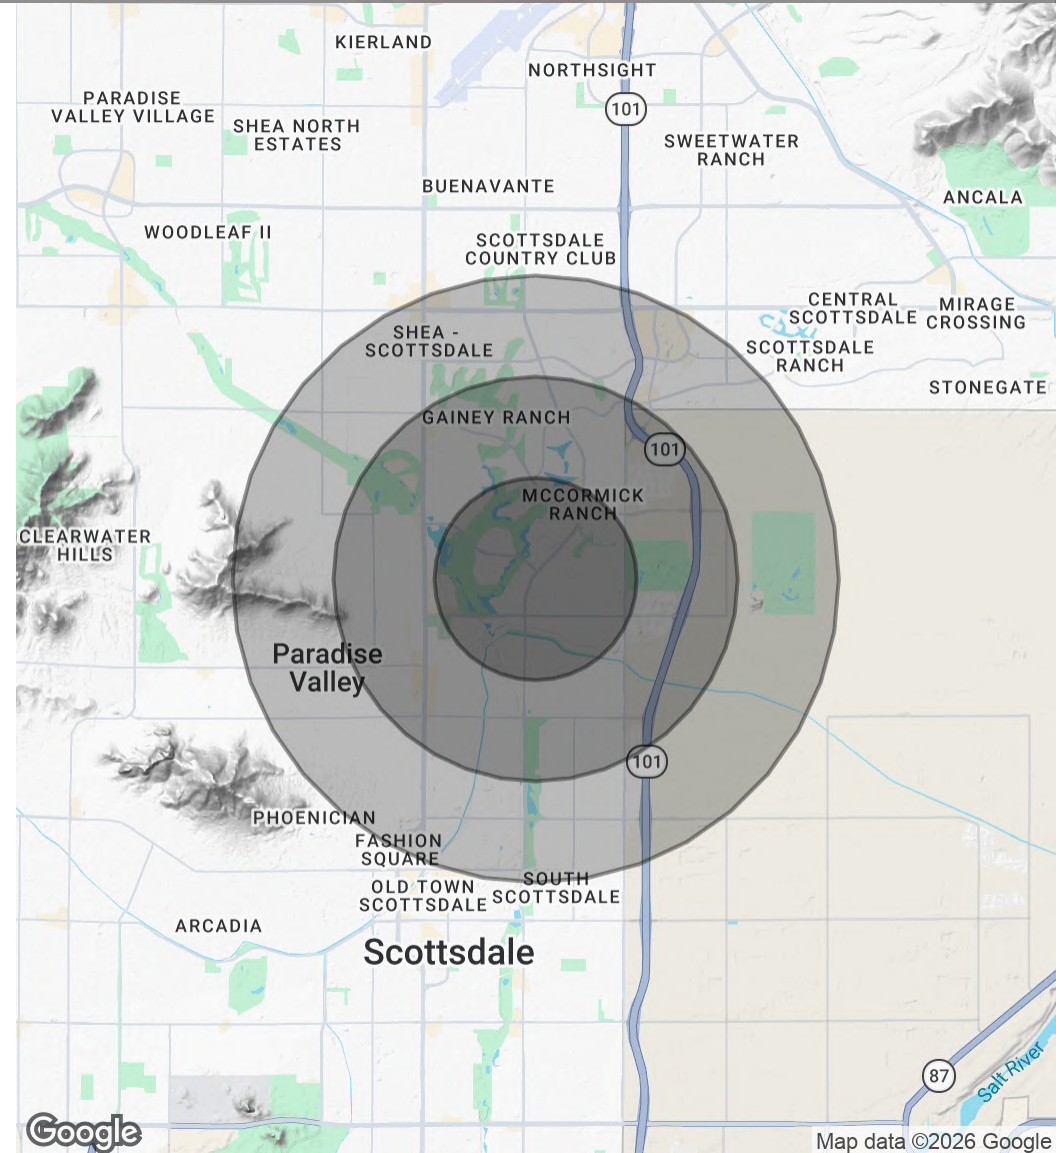 KIERLAND
NORTHSIGHT
PARADISE
VALLEY VILLAGE
101
SHEA NORTH
ESTATES
SWEETWATER
RANCH
BUENAVANTE
ANCALA
WOODLEAF II
SCOTTSDALE
COUNTRY CLUB
CENTRAL
SCOTTSDALE
MIRAGE
CROSSING
SHEA -
SCOTTSDALE
SCOTTSDALE
RANCH
STONEGATE
GAINEY RANCH
101
MCCORMICK
RANCH
CLEARWATER
HILLS
Paradise
Valley
101
PHOENICIAN
FASHION
SQUARE
OLD TOWN
SCOTTSDALE
SOUTH
SCOTTSDALE
ARCADIA
Scottsdale
87
Salt River
Google
Map data ©2026 Google